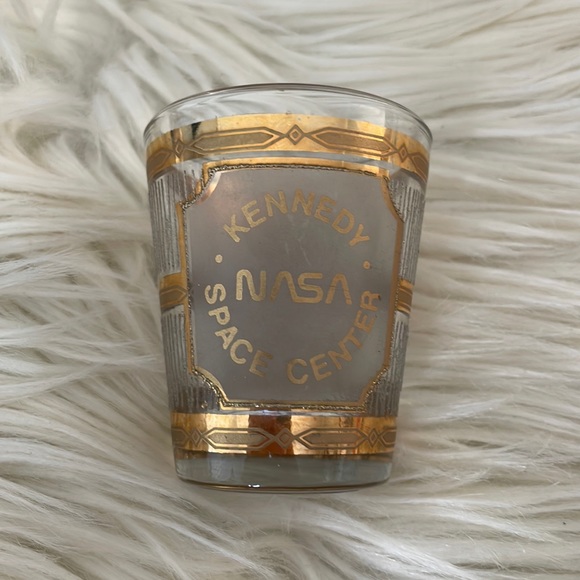 · KENNEDY ·
NASA
SPACE CENTER